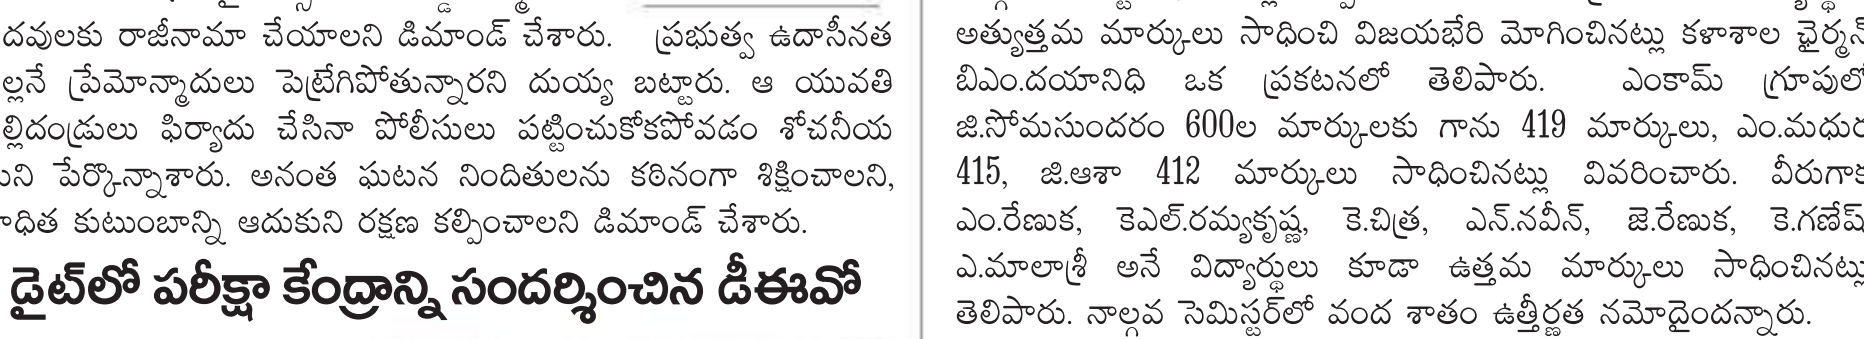 దవులకు రాజీనామా చేయాలని డిమాండ్ చేశారు. ప్రభుత్వ ఉదాసీనత
ల్లనే ప్రేమోన్మాదులు పెట్రేగిపోతున్నారని దుయ్య బట్టారు. ఆ యువతి
ల్లిదండ్రులు ఫిర్యాదు చేసినా పోలీసులు పట్టించుకోకపోవడం శోచనీయ
ని పేర్కొన్నాశారు. అనంత ఘటన నిందితులను కఠినంగా శిక్షించాలని,
ాధిత కుటుంబాన్ని ఆదుకుని రక్షణ కల్పించాలని డిమాండ్ చేశారు.
డైట్‌లో పరీక్షా కేంద్రాన్ని సందర్శించిన డీఈవో
అత్యుత్తమ మార్కులు సాధించి విజయభేరి మోగించినట్లు కళాశాల ఛైర్మన్
బిఎం.దయానిధి ఒక ప్రకటనలో తెలిపారు. ఎంకామ్ గ్రూపులో
జి.సోమసుందరం 600ల మార్కులకు గాను 419 మార్కులు, ఎం.మధుర
415, జి.ఆశా 412 మార్కులు సాధించినట్లు వివరించారు. వీరుగాక
ఎం.రేణుక, కెఎల్.రమ్యకృష్ణ, కె.చిత్ర, ఎన్.నవీన్, జె.రేణుక, కె.గణేష్
ఎ.మాలాశ్రీ అనే విద్యార్థులు కూడా ఉత్తమ మార్కులు సాధించినట్లు
తెలిపారు. నాల్గవ సెమిస్టర్‌లో వంద శాతం ఉత్తీర్ణత నమోదైందన్నారు.